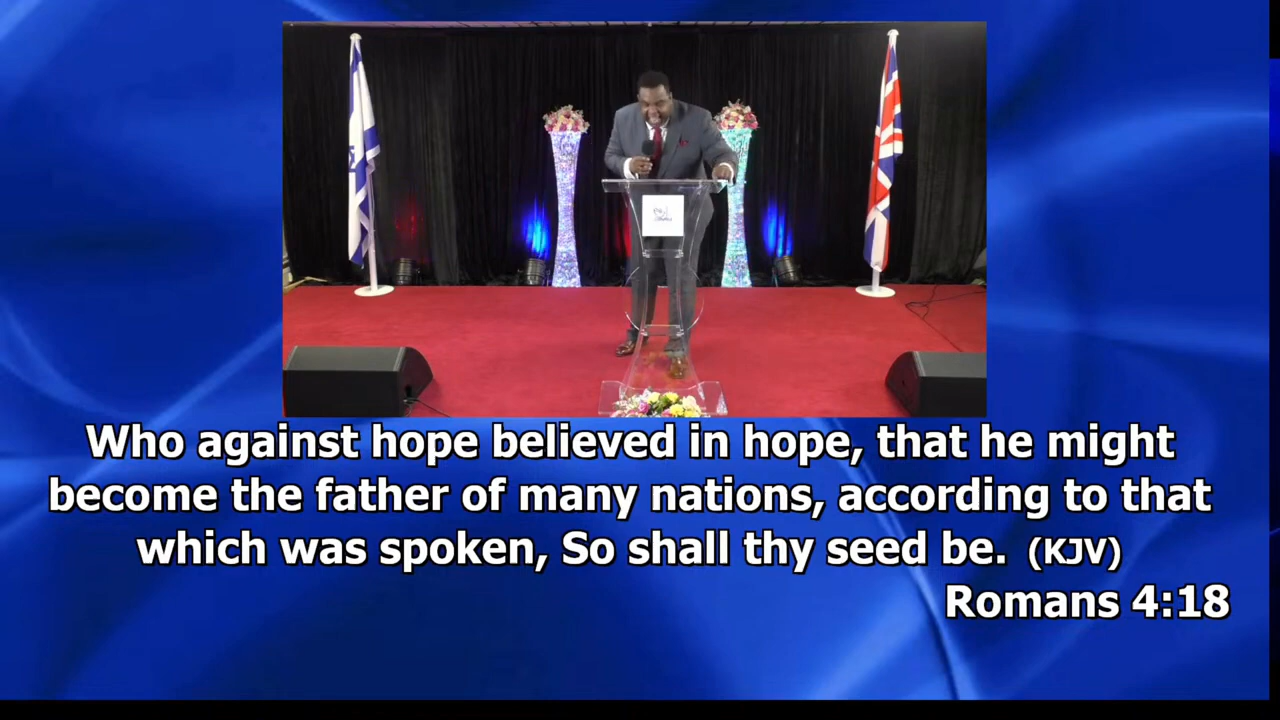 Who against hope believed in hope, that he might
become the father of many nations, according to that
which was spoken, So shall thy seed be. (KJV)
Romans 4:18